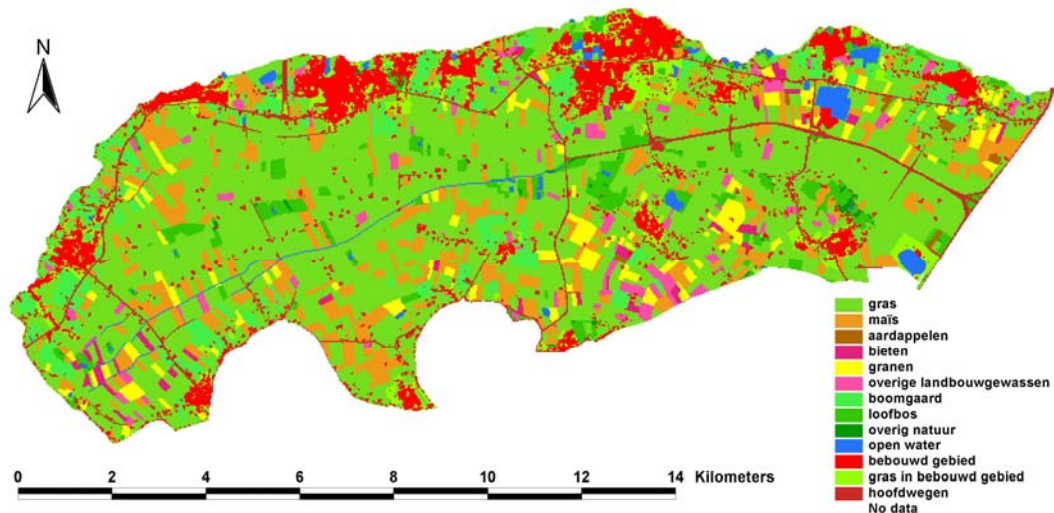 N
gras
maïs
aardappelen
bieten
granen
overige landbouwgewassen
boomgaard
loofbos
overig natuur
open water
bebouwd gebied
gras in bebouwd gebied
hoofdwegen
No data
0 2 4 6 8 10 12 14 Kilometers